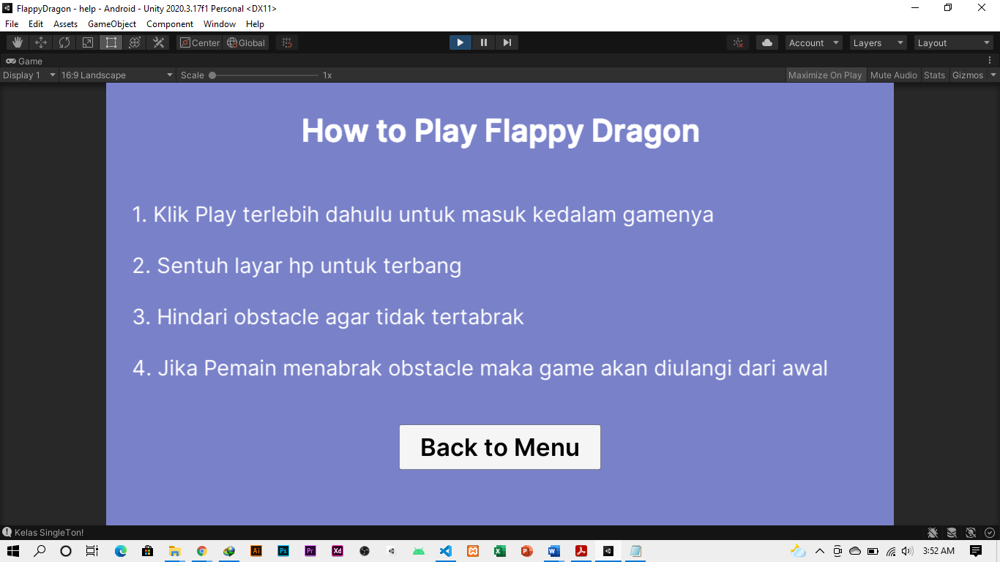 FlappyDragon - help - Android - Unity 2020.3.17f1 Personal <DX11>
File Edit Assets GameObject Component Window Help
Center Global Account Layers Layout
Game
Display 1 16:9 Landscape Scale 1x Maximize On Play Mute Audio Stats Gizmos
How to Play Flappy Dragon
1. Klik Play terlebih dahulu untuk masuk kedalam gamenya
2. Sentuh layar hp untuk terbang
3. Hindari obstacle agar tidak tertabrak
4. Jika Pemain menabrak obstacle maka game akan diulangi dari awal
Back to Menu
Kelas SingleTon!
Ai Ps Pr Xd 3:52 AM